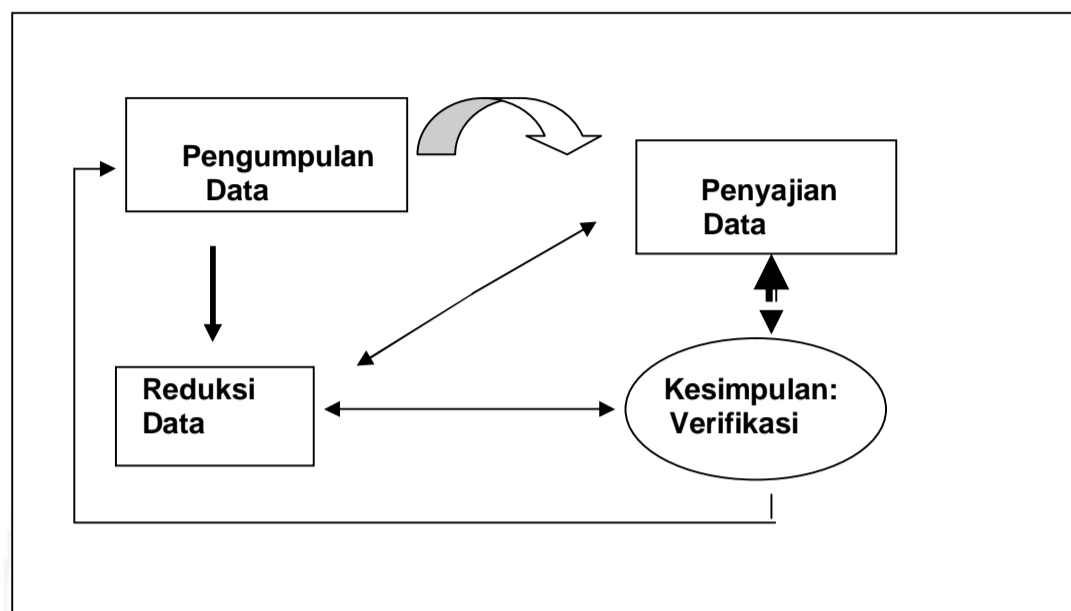 Pengumpulan
Data
Penyajian
Data
Reduksi
Data
Kesimpulan:
Verifikasi